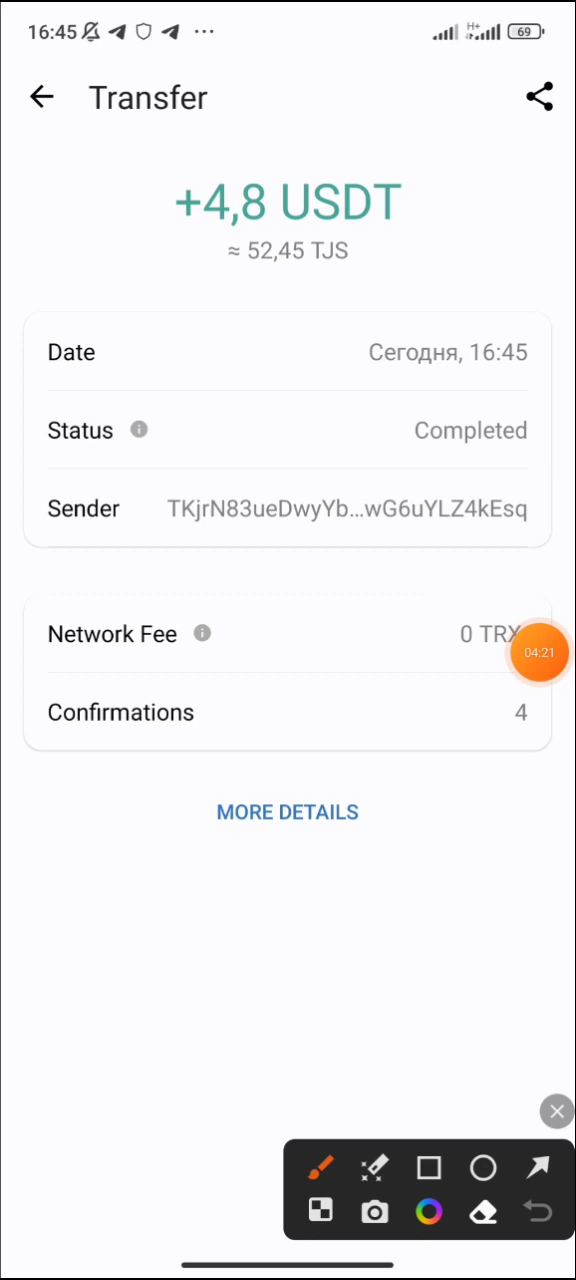 16:45 H+ 69
Transfer
+4,8 USDT
≈ 52,45 TJS
Date Сегодня, 16:45
Status Completed
Sender TKjrN83ueDwyYb...wG6uYLZ4kEsq
Network Fee 0 TRX
04:21
Confirmations 4
MORE DETAILS